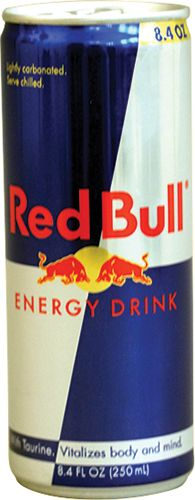 8.4 OZ
Lightly carbonated.
Serve chilled.
Red Bull
ENERGY DRINK
Taurine. Vitalizes body and mind.
8.4 FL OZ (250 mL)